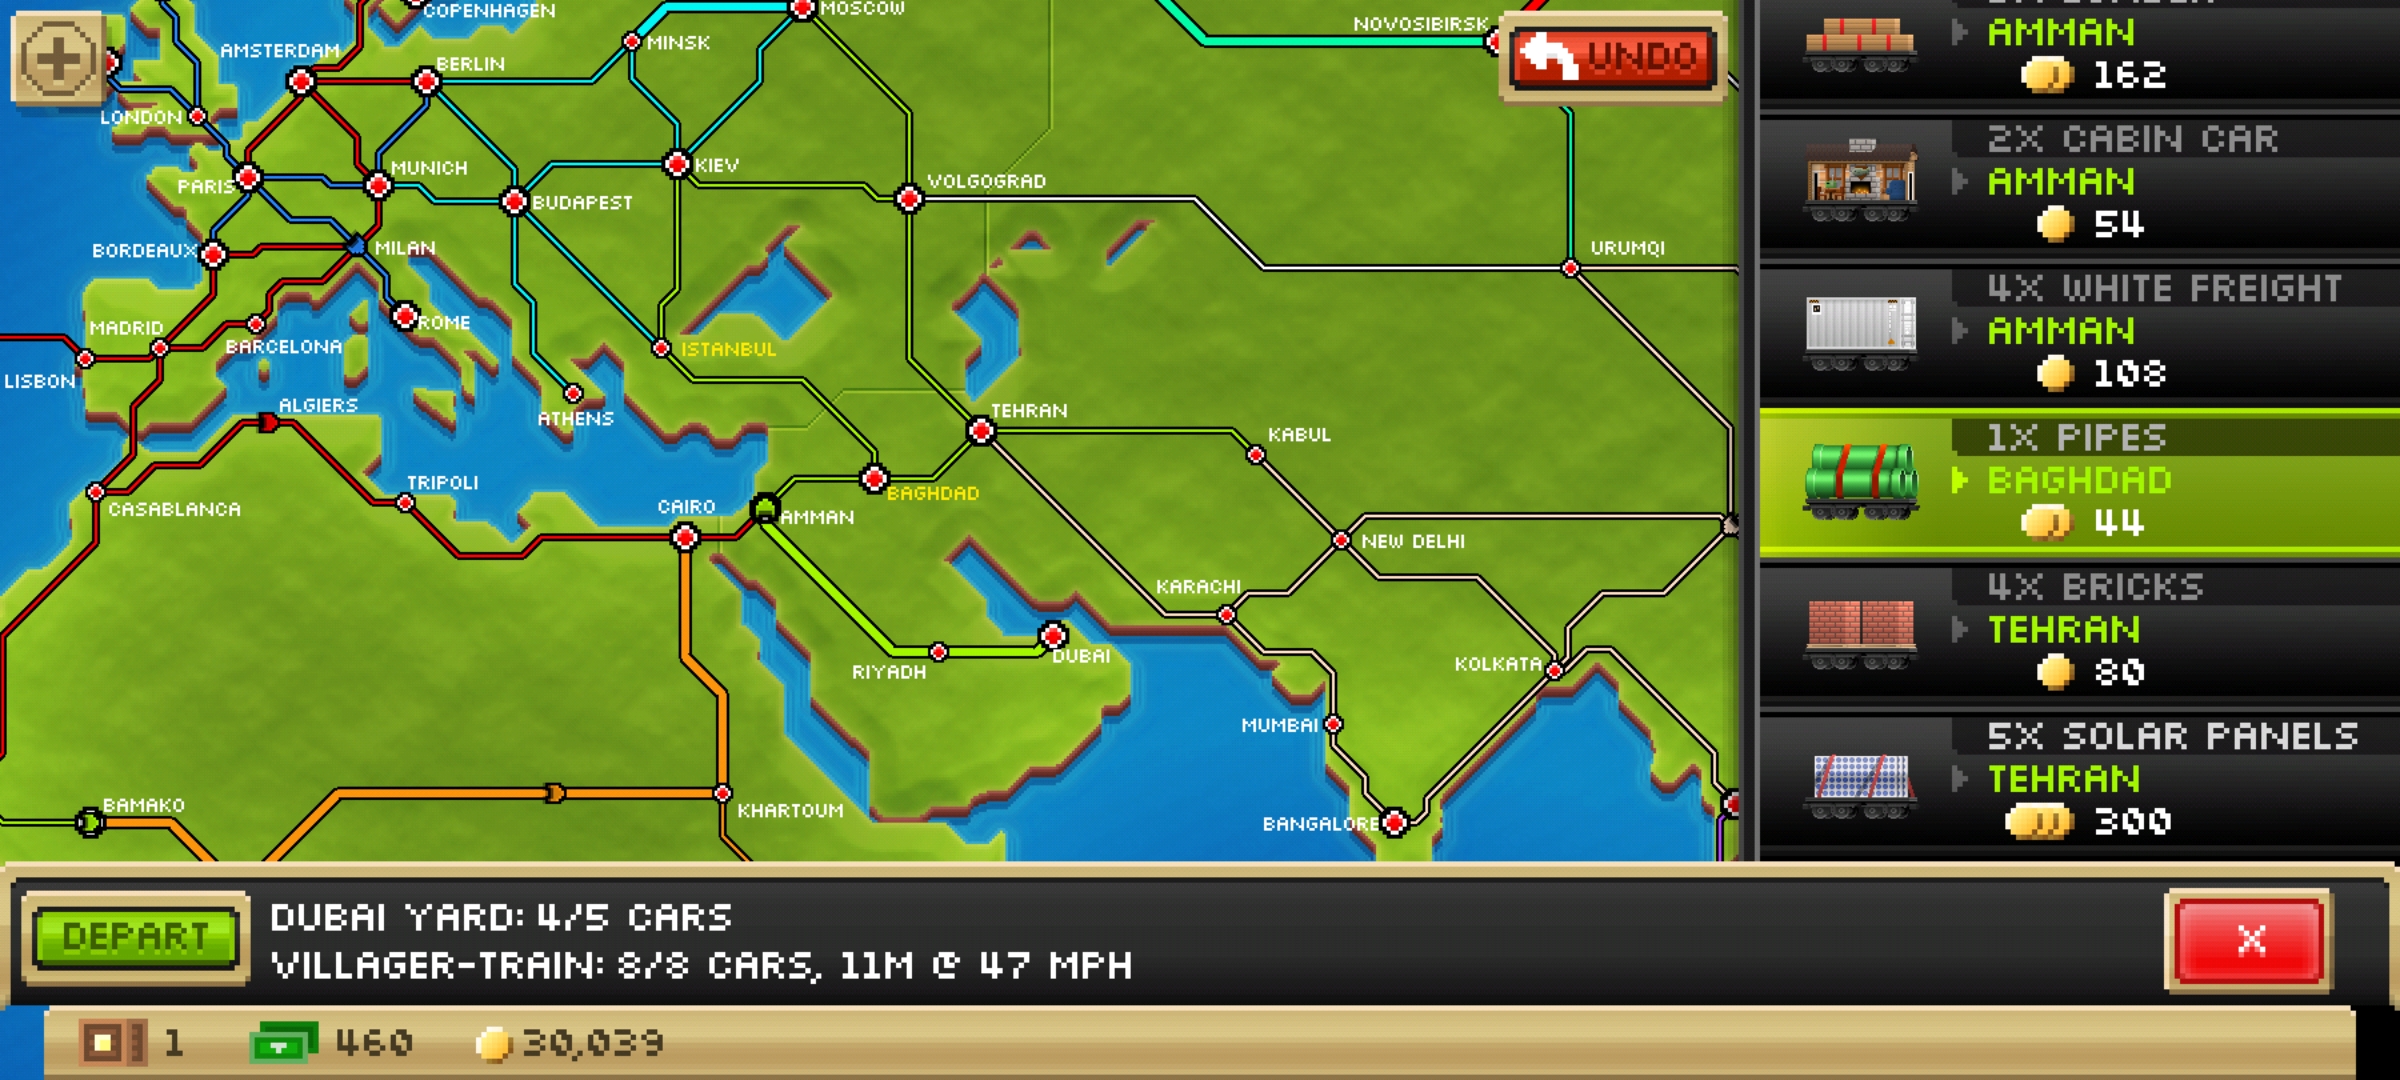 COPENHAGEN
MOSCOW
NOVOSIBIRSK
UNDO
AMSTERDAM
MINSK
BERLIN
LONDON
PARIS
MUNICH
KIEV
BUDAPEST
VOLGOGRAD
BORDEAUX
MILAN
URUMQI
MADRID
ROME
BARCELONA
ISTANBUL
LISBON
ALGIERS
ATHENS
TEHRAN
KABUL
TRIPOLI
BAGHDAD
CASABLANCA
CAIRO
AMMAN
NEW DELHI
KARACHI
RIYADH
DUBAI
KOLKATA
MUMBAI
BAMAKO
KHARTOUM
BANGALORE
AMMAN
162
2X CABIN CAR
AMMAN
54
4X WHITE FREIGHT
AMMAN
108
1X PIPES
BAGHDAD
44
4X BRICKS
TEHRAN
80
5X SOLAR PANELS
TEHRAN
300
DEPART
DUBAI YARD: 4/5 CARS
VILLAGER-TRAIN: 8/8 CARS, 11M @ 47 MPH
X
1
460
30,039